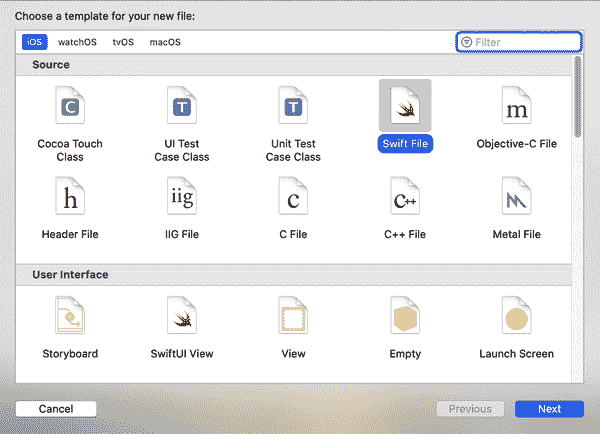 Choose a template for your new file:
iOS watchOS tvOS macOS Filter
Source
C T T m
Cocoa Touch Class
UI Test Case Class
Unit Test Case Class
Swift File
Objective-C File
h iig c c++
Header File IIG File C File C++ File Metal File
User Interface
Storyboard SwiftUI View View Empty Launch Screen
Cancel Previous Next